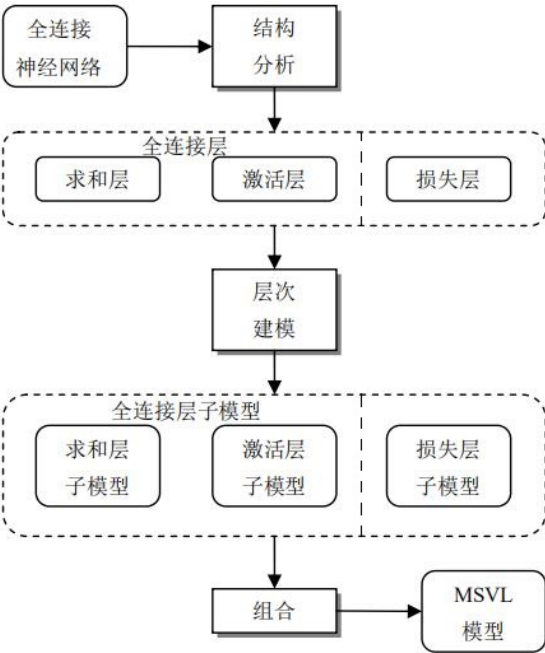 全连接
神经网络
结构
分析
全连接层
求和层
激活层
损失层
层次
建模
全连接层子模型
求和层
子模型
激活层
子模型
损失层
子模型
组合
MSVL
模型